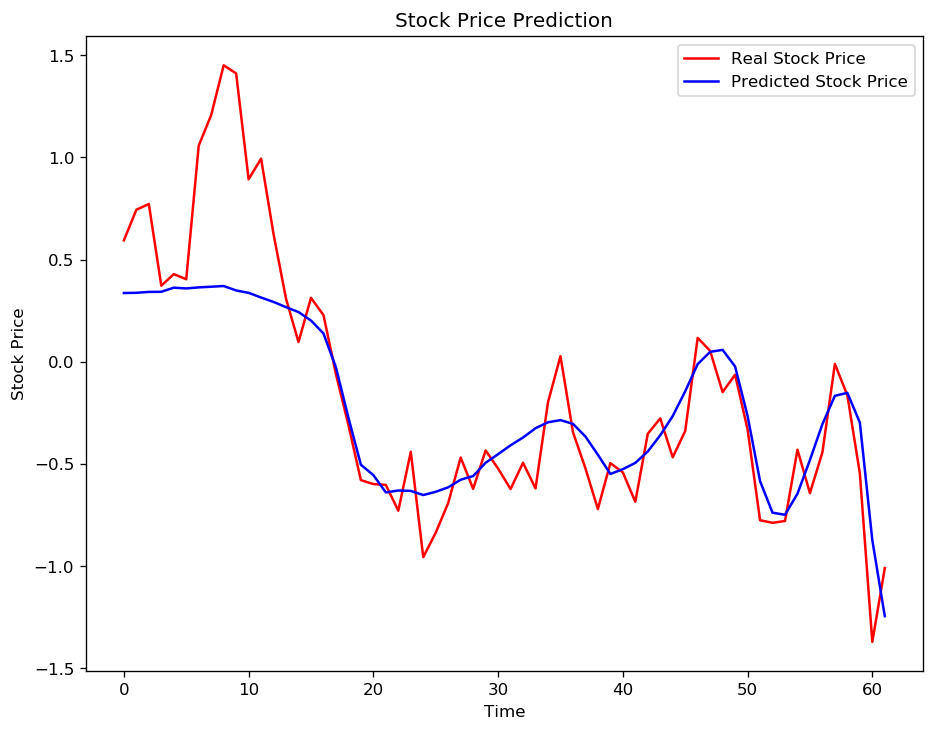 Stock Price Prediction
Real Stock Price
Predicted Stock Price
Stock Price
1.5
1.0
0.5
0.0
−0.5
−1.0
−1.5
0 10 20 30 40 50 60
Time